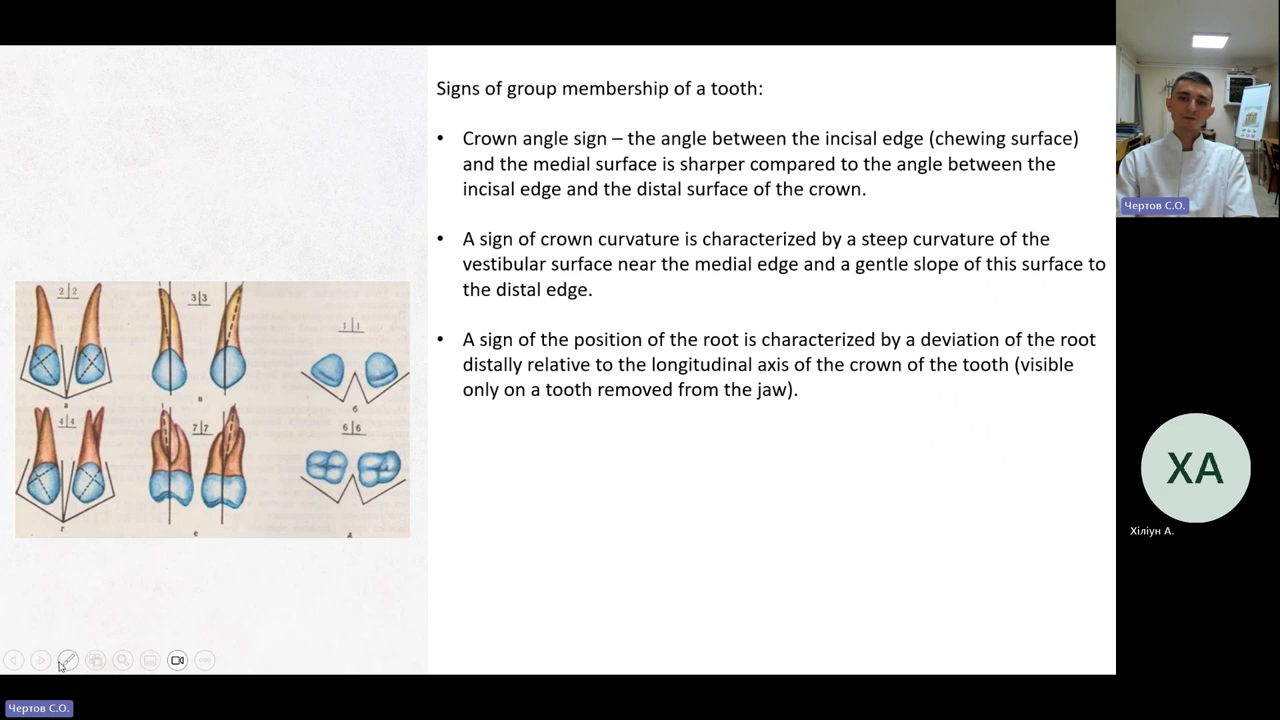 Signs of group membership of a tooth:
• Crown angle sign – the angle between the incisal edge (chewing surface)
and the medial surface is sharper compared to the angle between the
incisal edge and the distal surface of the crown.
• A sign of crown curvature is characterized by a steep curvature of the
vestibular surface near the medial edge and a gentle slope of this surface to
the distal edge.
• A sign of the position of the root is characterized by a deviation of the root
distally relative to the longitudinal axis of the crown of the tooth (visible
only on a tooth removed from the jaw).
2|2
3|3
1|1
а
в
б
4|4
7|7
6|6
г
е
Чертов С.О.
ХА
Хіліун А.
Чертов С.О.